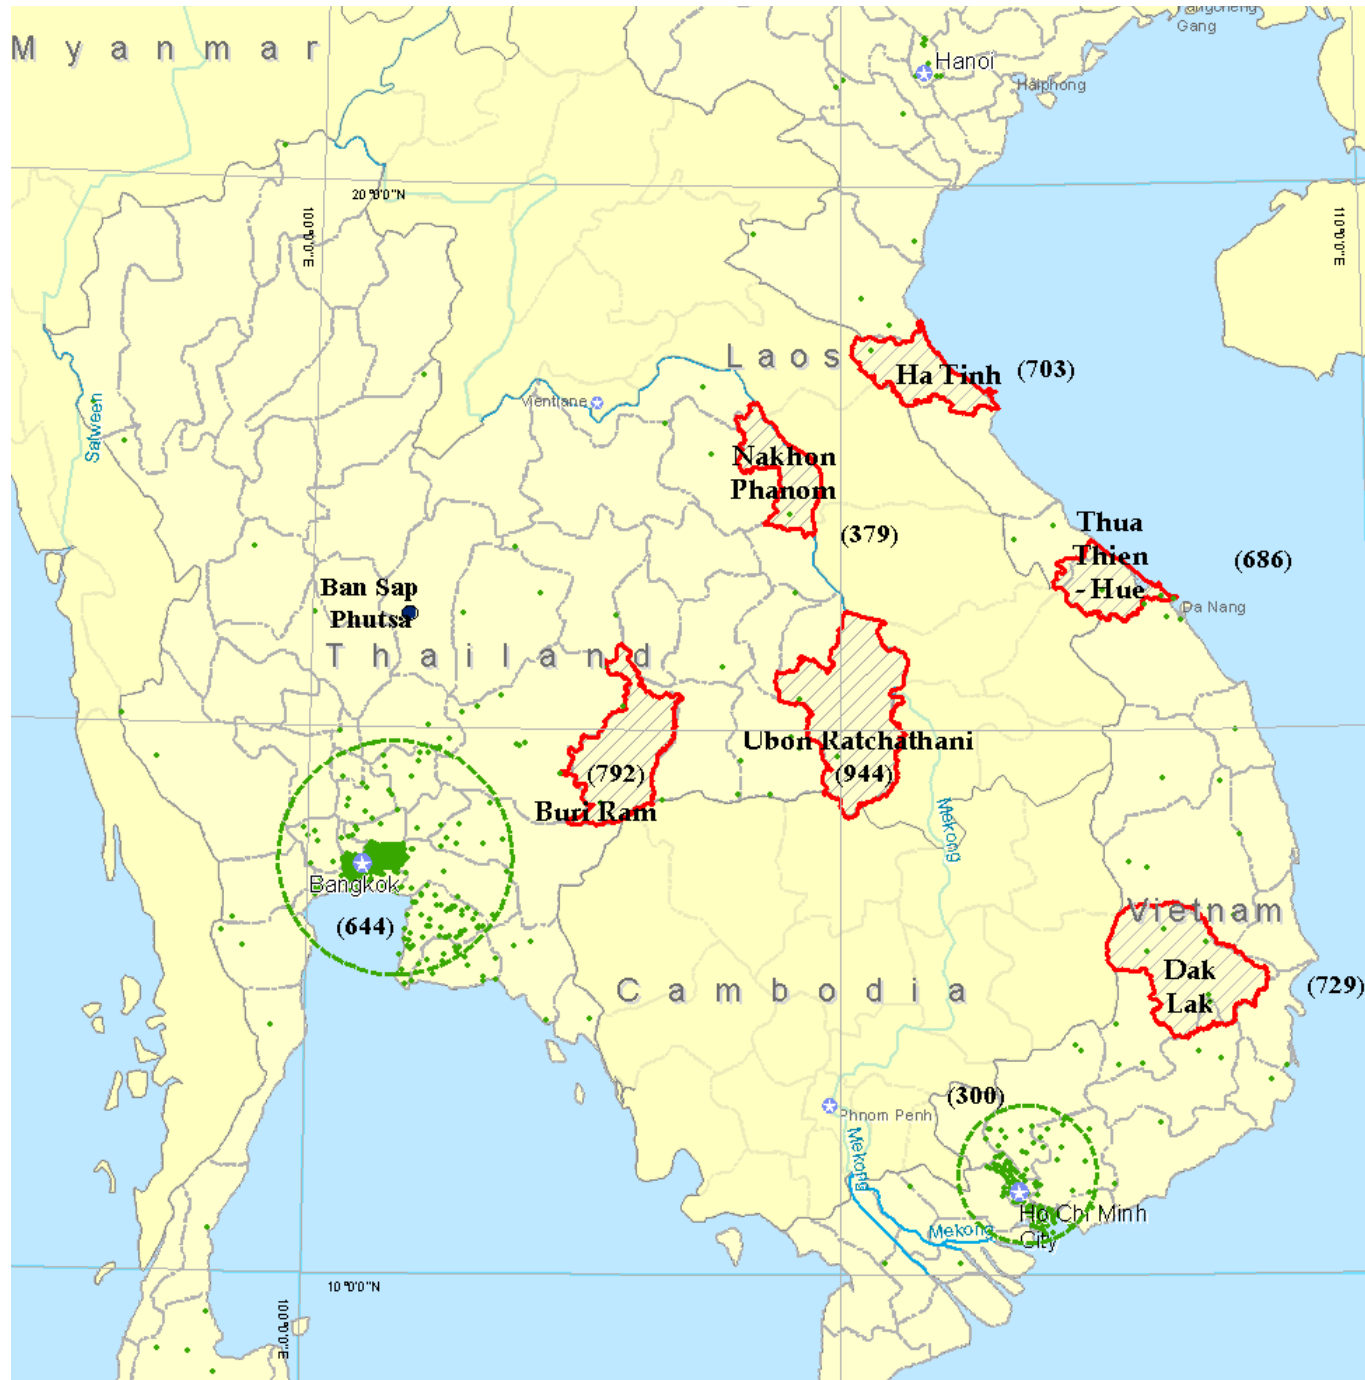 Yangcheng
Gang
Myanmar
Hanoi
Haiphong
20°0'0"N
100°0'0"E
110°0'0"E
Laos
Ha Tinh (703)
Vientiane
Salween
Nakhon
Phanom
(379)
Thua
Thien
- Hue
(686)
Da Nang
Ban Sap
Phutsa
Thailand
Ubon Ratchathani
(944)
(792)
Buri Ram
Mekong
Bangkok
(644)
Vietnam
Dak
Lak
(729)
Cambodia
(300)
Phnom Penh
Mekong
Ho Chi Minh
City
Mekong
10°0'0"N
100°0'0"E